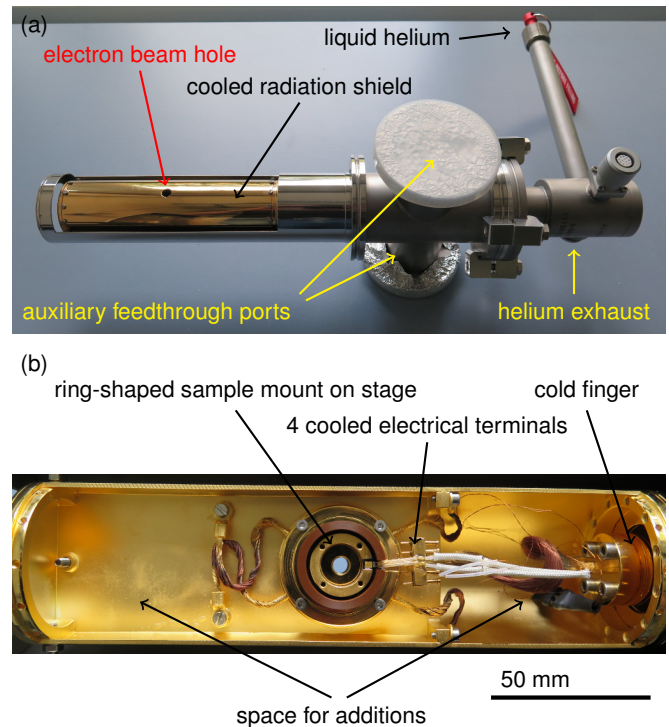 (a)
liquid helium
electron beam hole
cooled radiation shield
auxiliary feedthrough ports
helium exhaust
(b)
ring-shaped sample mount on stage
cold finger
4 cooled electrical terminals
50 mm
space for additions